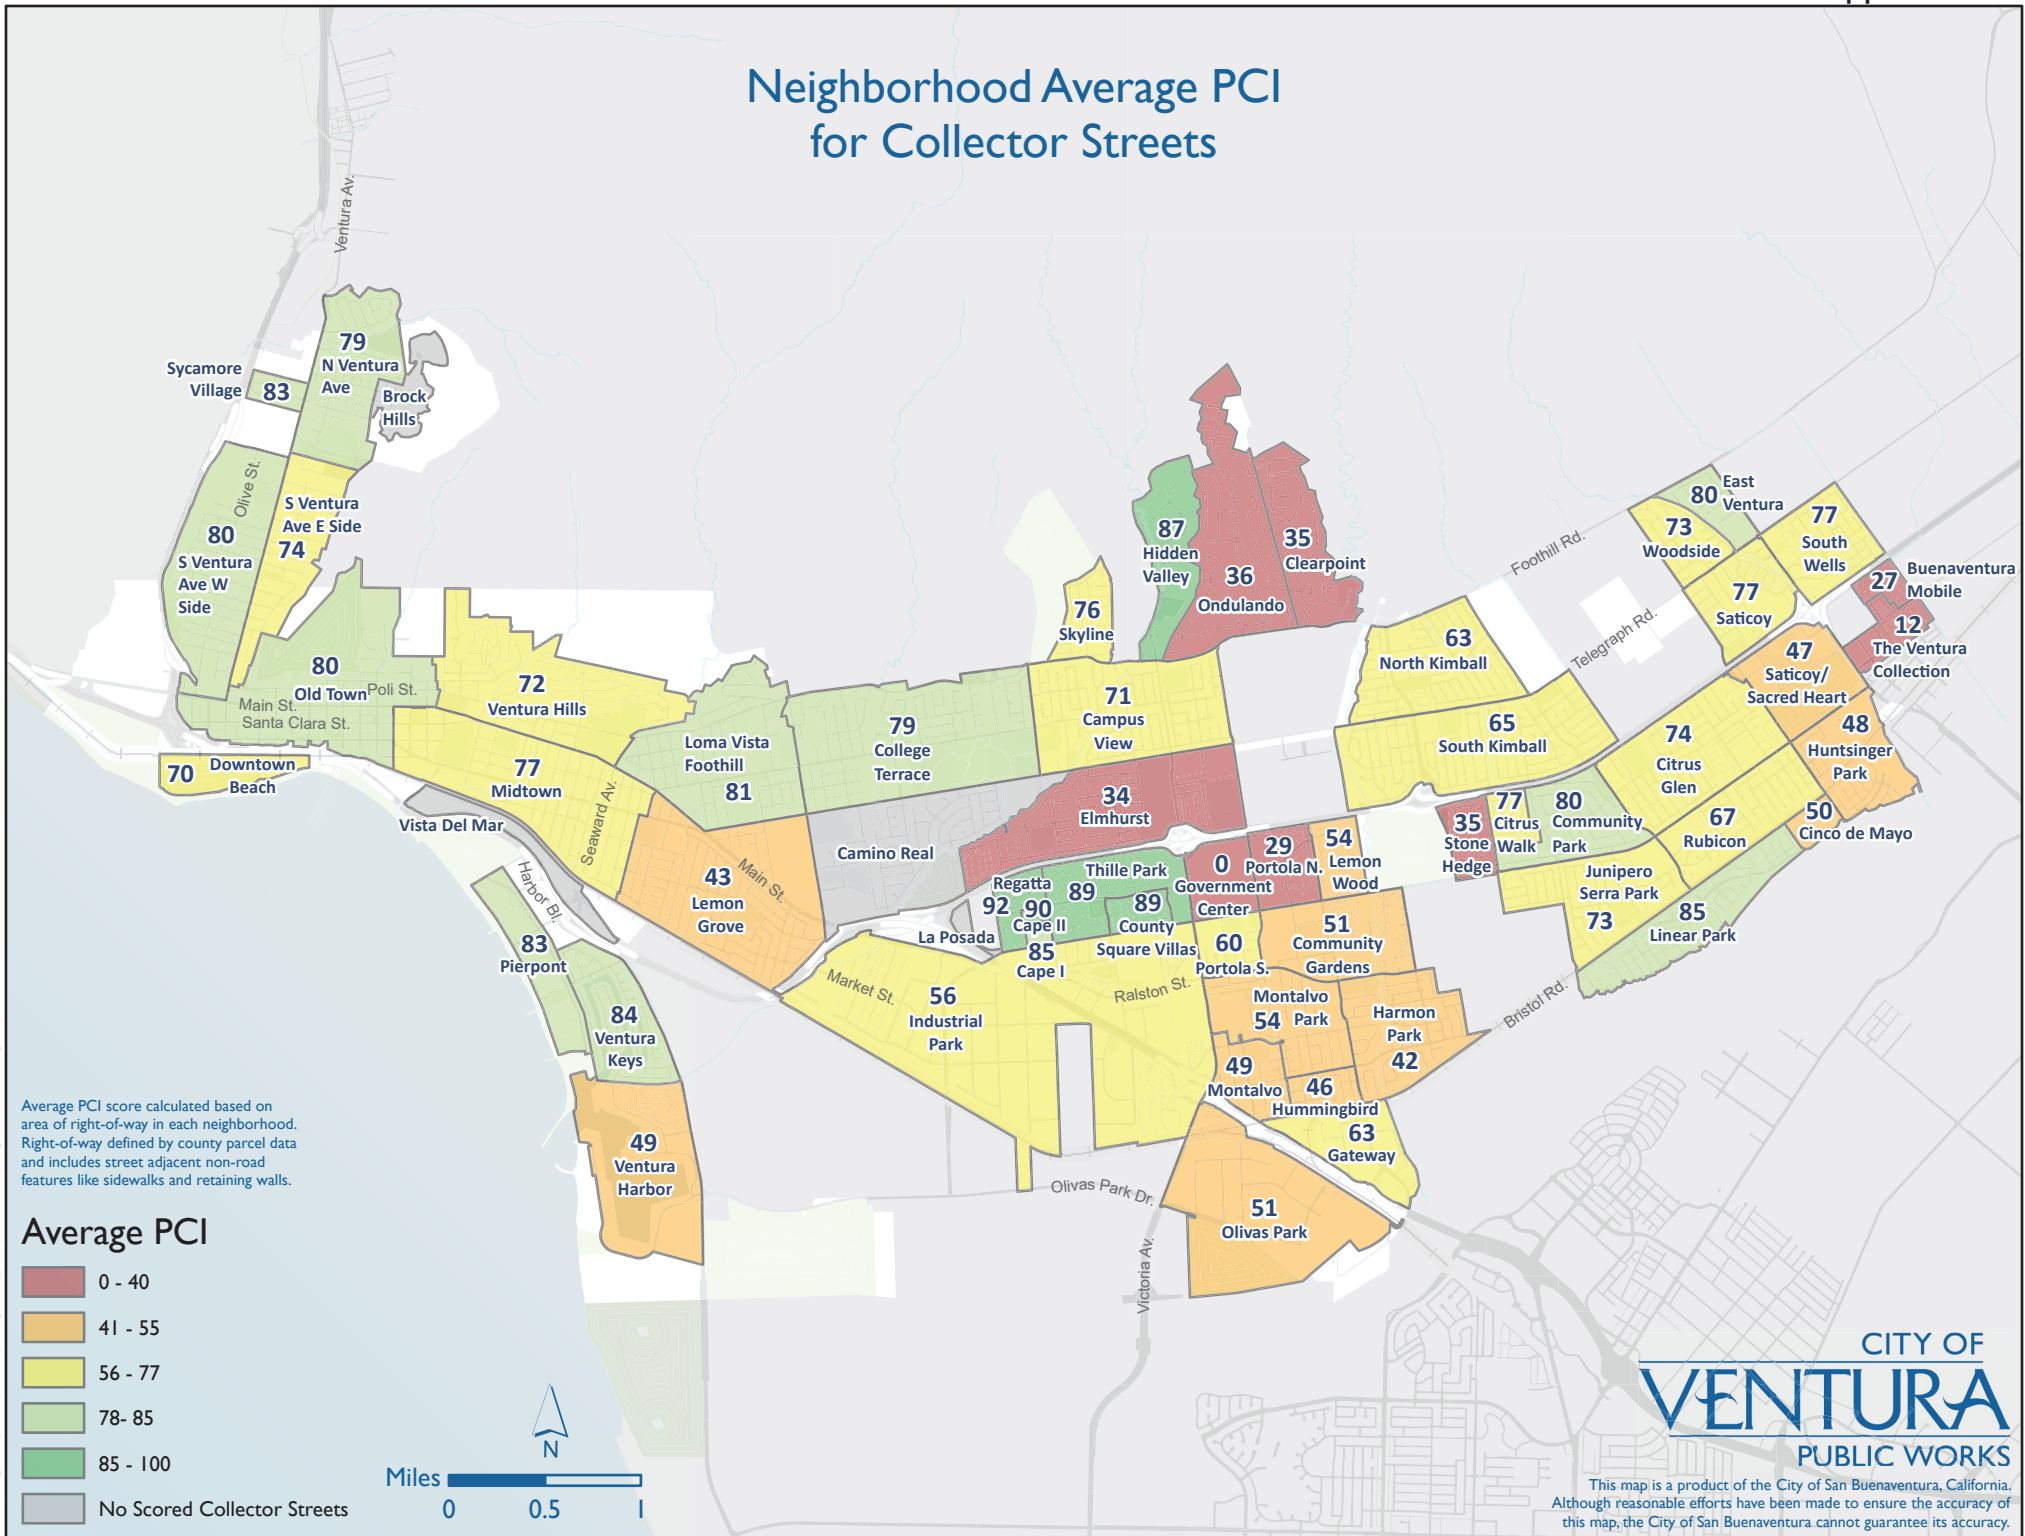 Neighborhood Average PCI
for Collector Streets
Ventura Av.
79
N Ventura
Ave
Sycamore
Village
83
Brock
Hills
Olive St.
S Ventura
Ave E Side
74
80
S Ventura
Ave W
Side
80
Old Town
Poli St.
Main St.
Santa Clara St.
70
Downtown
Beach
72
Ventura Hills
77
Midtown
Seaward Av.
Vista Del Mar
Harbor Bl.
Loma Vista
Foothill
81
79
College
Terrace
43
Lemon
Grove
Main St.
Camino Real
83
Pierpont
84
Ventura
Keys
49
Ventura
Harbor
76
Skyline
87
Hidden
Valley
36
Ondulando
35
Clearpoint
71
Campus
View
34
Elmhurst
Regatta
92
90
Cape II
Thille Park
89
89
County
Square Villas
La Posada
85
Cape I
0
Government
Center
29
Portola N.
54
Lemon
Wood
60
Portola S.
51
Community
Gardens
Market St.
56
Industrial
Park
Ralston St.
Montalvo
54 Park
Harmon
Park
42
49
Montalvo
46
Hummingbird
63
Gateway
51
Olivas Park
Olivas Park Dr.
Victoria Av.
Foothill Rd.
Telegraph Rd.
63
North Kimball
65
South Kimball
80
East
Ventura
73
Woodside
77
South
Wells
77
Saticoy
27
Buenaventura
Mobile
12
The Ventura
Collection
47
Saticoy/
Sacred Heart
48
Huntsinger
Park
74
Citrus
Glen
67
Rubicon
50
Cinco de Mayo
35
Stone
Hedge
77
Citrus
Walk
80
Community
Park
Junipero
Serra Park
73
85
Linear Park
Bristol Rd.
Average PCI score calculated based on
area of right-of-way in each neighborhood.
Right-of-way defined by county parcel data
and includes street adjacent non-road
features like sidewalks and retaining walls.
Average PCI
0 - 40
41 - 55
56 - 77
78- 85
85 - 100
No Scored Collector Streets
N
Miles
0 0.5 1
CITY OF
VENTURA
PUBLIC WORKS
This map is a product of the City of San Buenaventura, California.
Although reasonable efforts have been made to ensure the accuracy of
this map, the City of San Buenaventura cannot guarantee its accuracy.